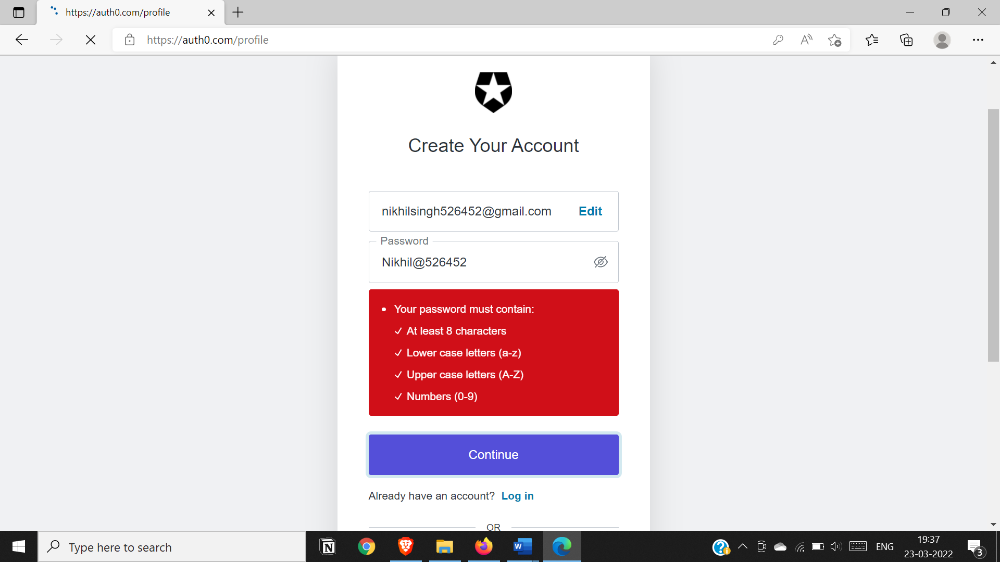 https://auth0.com/profile
https://auth0.com/profile
Create Your Account
nikhilsingh526452@gmail.com Edit
Password
Nikhil@526452
Your password must contain:
At least 8 characters
Lower case letters (a-z)
Upper case letters (A-Z)
Numbers (0-9)
Continue
Already have an account? Log in
OR
Type here to search
ENG
19:37
23-03-2022
3